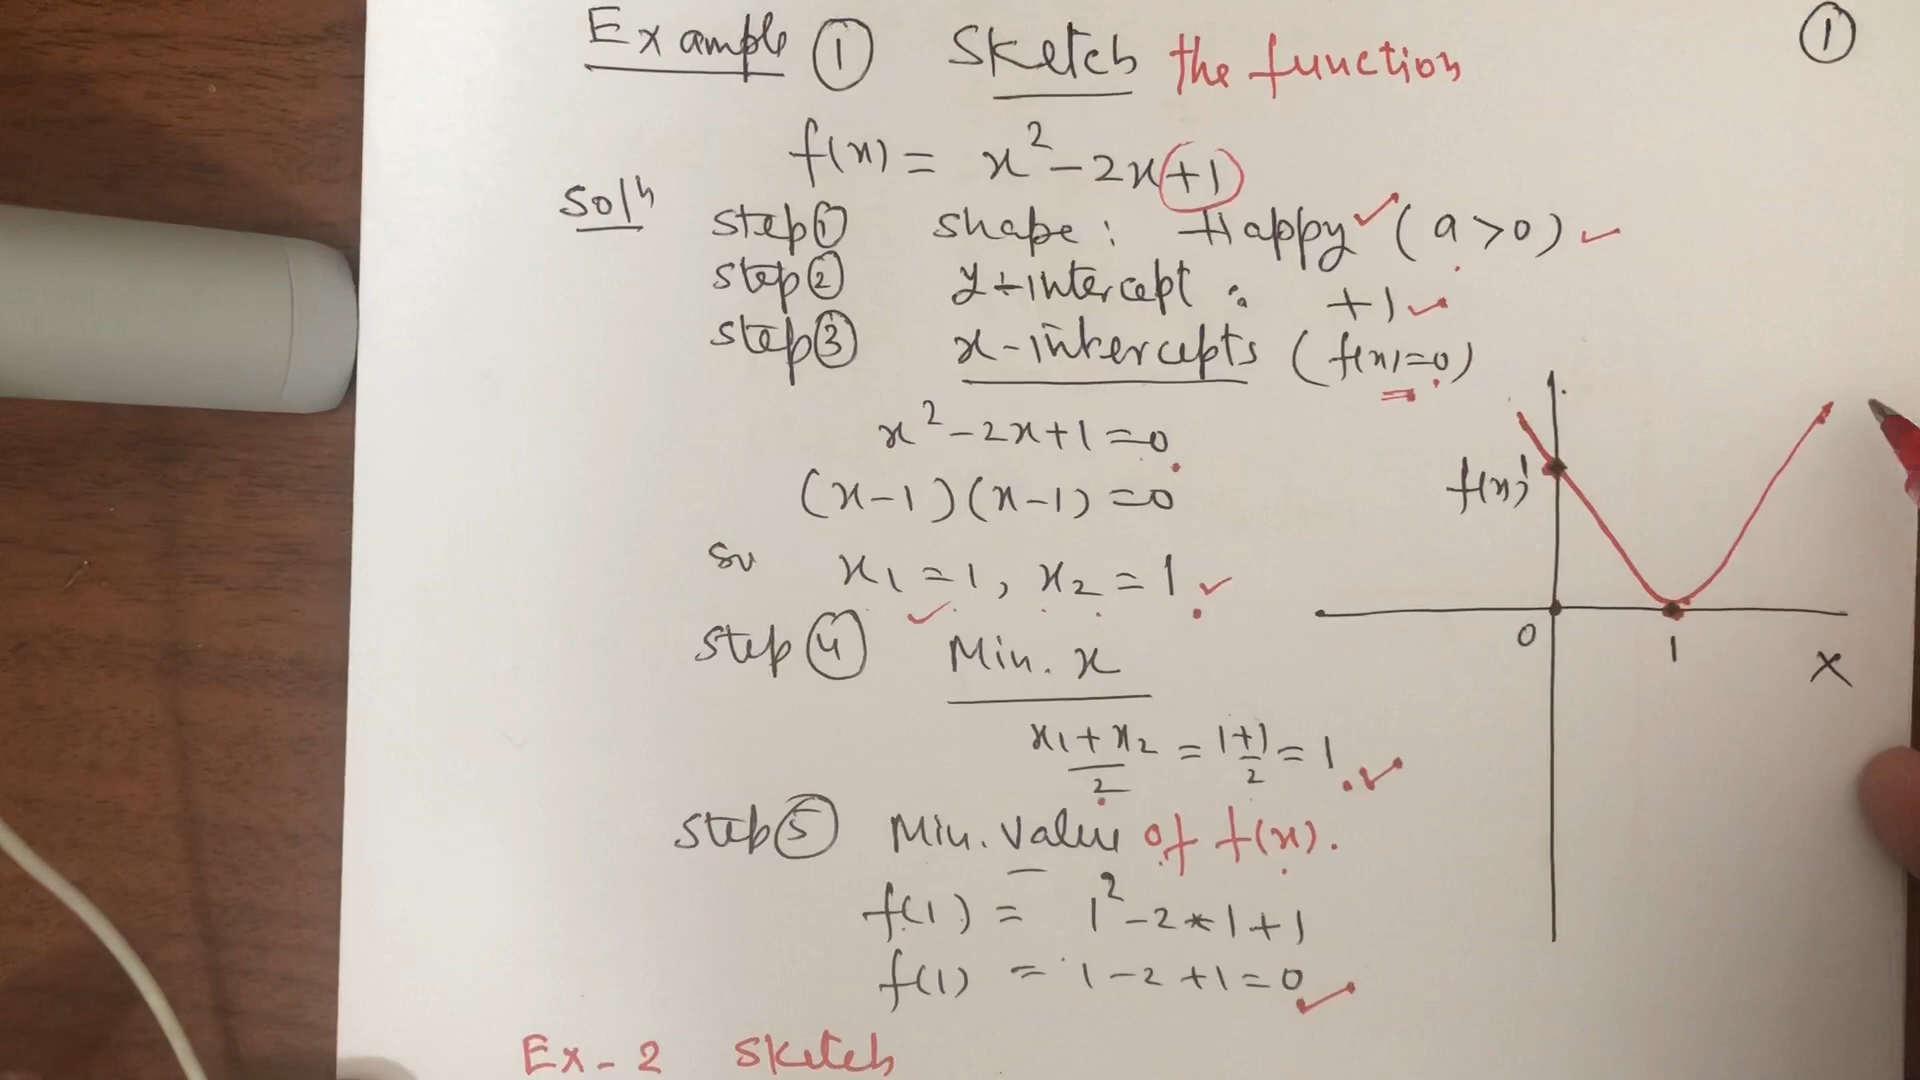 Example ① Sketch the function
①
f(x) = x² - 2x + 1
Soln
Step ① shape : Happy ✓ ( a > 0 ) ✓
Step ② y-intercept : +1 ✓
Step ③ x-intercepts ( f(x) = 0 )
x² - 2x + 1 = 0
(x - 1)(x - 1) = 0
so x₁ = 1, x₂ = 1 ✓
Step ④ Min. x
x₁ + x₂ / 2 = 1+1 / 2 = 1 ✓
Step ⑤ Min. Value of f(x).
f(1) = 1² - 2 * 1 + 1
f(1) = 1 - 2 + 1 = 0 ✓
Ex - 2 Sketch
f(x) 1
0 1 X